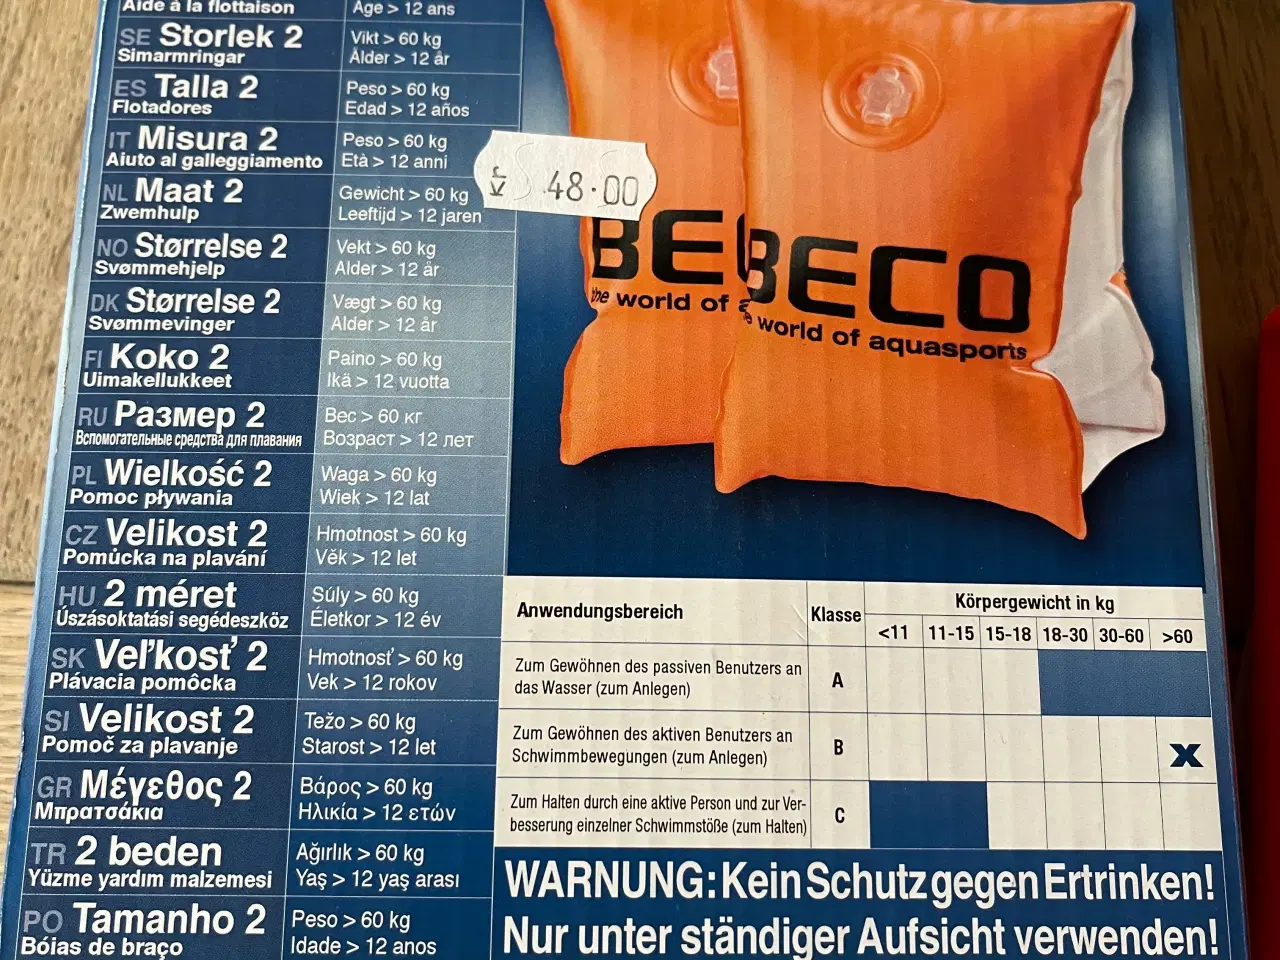 Aide à la flottaison
Age > 12 ans
SE Storlek 2
Simarmringar
Vikt > 60 kg
Ålder > 12 år
ES Talla 2
Flotadores
Peso > 60 kg
Edad > 12 años
IT Misura 2
Aiuto al galleggiamento
Peso > 60 kg
Età > 12 anni
NL Maat 2
Zwemhulp
Gewicht > 60 kg
Leeftijd > 12 jaren
NO Størrelse 2
Svømmehjelp
Vekt > 60 kg
Alder > 12 år
DK Størrelse 2
Svømmevinger
Vægt > 60 kg
Alder > 12 år
FI Koko 2
Uimakellukkeet
Paino > 60 kg
Ikä > 12 vuotta
RU Размер 2
Вспомогательные средства для плавания
Вес > 60 кг
Возраст > 12 лет
PL Wielkość 2
Pomoc pływania
Waga > 60 kg
Wiek > 12 lat
CZ Velikost 2
Pomůcka na plavání
Hmotnost > 60 kg
Věk > 12 let
HU 2 méret
Úszásoktatási segédeszköz
Súly > 60 kg
Életkor > 12 év
SK Veľkosť 2
Plávacia pomôcka
Hmotnosť > 60 kg
Vek > 12 rokov
SI Velikost 2
Pomoč za plavanje
Težo > 60 kg
Starost > 12 let
GR Μέγεθος 2
Μπρατσάκια
Βάρος > 60 kg
Ηλικία > 12 ετών
TR 2 beden
Yüzme yardım malzemesi
Ağırlık > 60 kg
Yaş > 12 yaş arası
PO Tamanho 2
Bóias de braço
Peso > 60 kg
Idade > 12 anos
Kr 48.00
BE
the world of a
BECO
world of aquasports
Anwendungsbereich
Klasse
Körpergewicht in kg
<11 11-15 15-18 18-30 30-60 >60
Zum Gewöhnen des passiven Benutzers an
das Wasser (zum Anlegen)
A
Zum Gewöhnen des aktiven Benutzers an
Schwimmbewegungen (zum Anlegen)
B
x
Zum Halten durch eine aktive Person und zur Ver-
besserung einzelner Schwimmstöße (zum Halten)
C
WARNUNG: Kein Schutz gegen Ertrinken!
Nur unter ständiger Aufsicht verwenden!